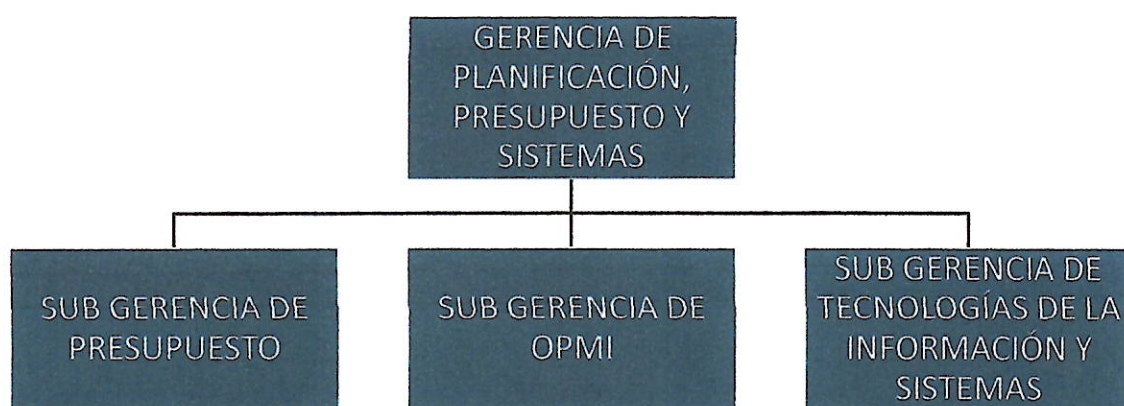 GERENCIA DE
PLANIFICACIÓN,
PRESUPUESTO Y
SISTEMAS
SUB GERENCIA DE
PRESUPUESTO
SUB GERENCIA DE
OPMI
SUB GERENCIA DE
TECNOLOGÍAS DE LA
INFORMACIÓN Y
SISTEMAS